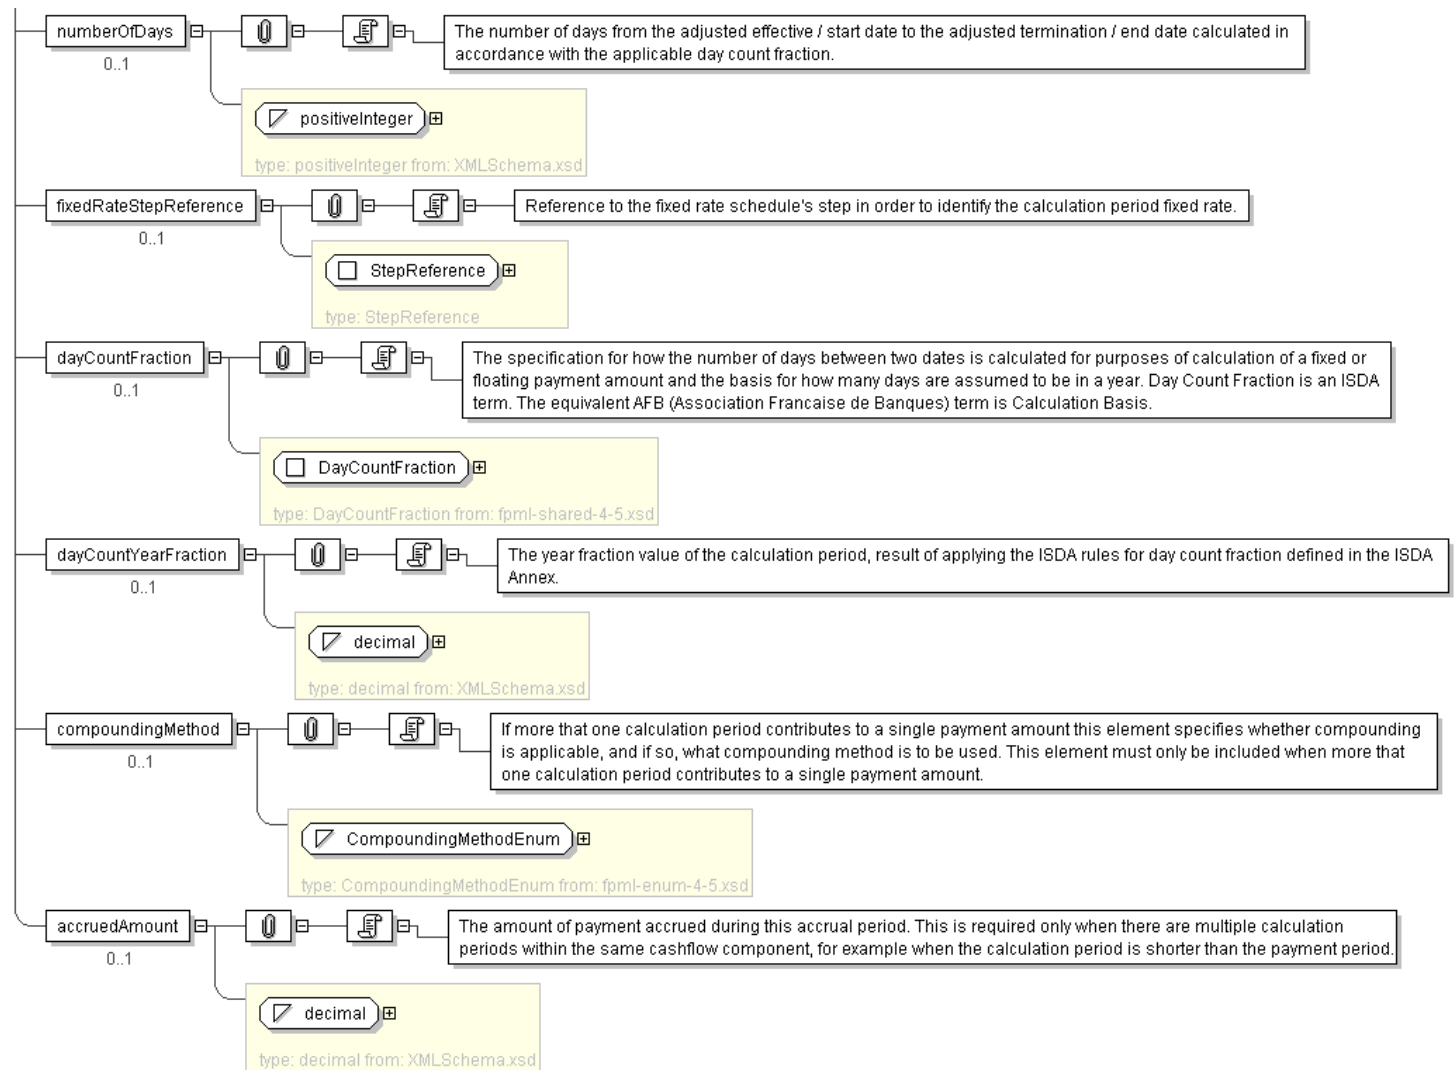 numberOfDays
0..1
The number of days from the adjusted effective / start date to the adjusted termination / end date calculated in
accordance with the applicable day count fraction.
positiveInteger
type: positiveInteger from: XMLSchema.xsd
fixedRateStepReference
0..1
Reference to the fixed rate schedule's step in order to identify the calculation period fixed rate.
StepReference
type: StepReference
dayCountFraction
0..1
The specification for how the number of days between two dates is calculated for purposes of calculation of a fixed or
floating payment amount and the basis for how many days are assumed to be in a year. Day Count Fraction is an ISDA
term. The equivalent AFB (Association Francaise de Banques) term is Calculation Basis.
DayCountFraction
type: DayCountFraction from: fpml-shared-4-5.xsd
dayCountYearFraction
0..1
The year fraction value of the calculation period, result of applying the ISDA rules for day count fraction defined in the ISDA
Annex.
decimal
type: decimal from: XMLSchema.xsd
compoundingMethod
0..1
If more that one calculation period contributes to a single payment amount this element specifies whether compounding
is applicable, and if so, what compounding method is to be used. This element must only be included when more that
one calculation period contributes to a single payment amount.
CompoundingMethodEnum
type: CompoundingMethodEnum from: fpml-enum-4-5.xsd
accruedAmount
0..1
The amount of payment accrued during this accrual period. This is required only when there are multiple calculation
periods within the same cashflow component, for example when the calculation period is shorter than the payment period.
decimal
type: decimal from: XMLSchema.xsd